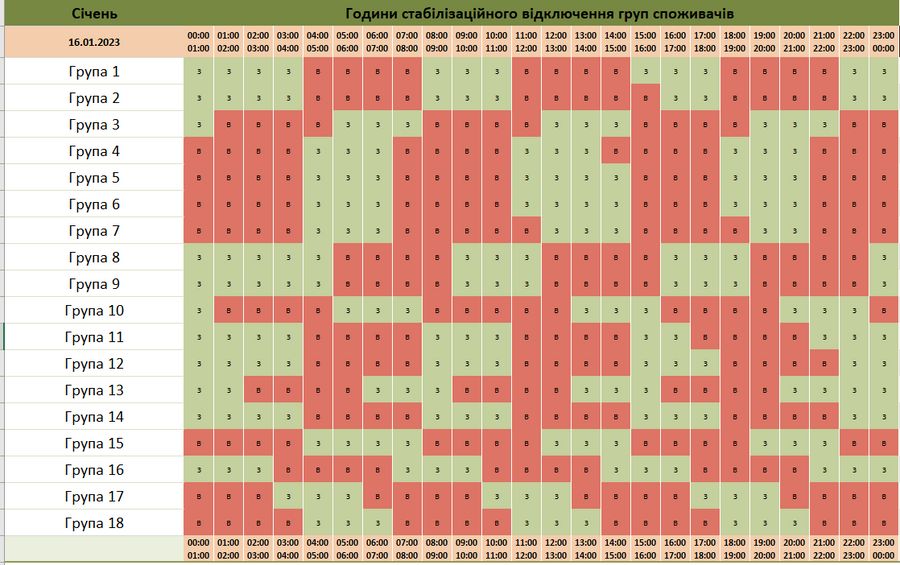 Січень Години стабілізаційного відключення груп споживачів
16.01.2023
00:00 01:00 02:00 03:00 04:00 05:00 06:00 07:00 08:00 09:00 10:00 11:00 12:00 13:00 14:00 15:00 16:00 17:00 18:00 19:00 20:00 21:00 22:00 23:00
01:00 02:00 03:00 04:00 05:00 06:00 07:00 08:00 09:00 10:00 11:00 12:00 13:00 14:00 15:00 16:00 17:00 18:00 19:00 20:00 21:00 22:00 23:00 00:00
Група 1 З З З З В В В В З З З В В В В З З З В В В В З З
Група 2 З З З З В В В В З З З В В В В В З З В В В В З З
Група 3 З В В В В З З З В В В В З З З В В В В З З З В В
Група 4 В В В В З З З В В В В З З З В В В В З З З В В В
Група 5 В В В В З З З В В В В З З З З В В В З З З В В В
Група 6 В В В В З З З В В В В З З З З В В В З З З В В В
Група 7 В В В В З З З В В В В В З З З В В В В З З В В В
Група 8 З З З З З В В В В З З З В В В В З З З В В В В З
Група 9 З З З З З В В В В З З З В В В В З З З В В В В З
Група 10 З В В В В З З З В В В В В З З З В В В В З З З В
Група 11 З З З З В В В В З З З В В В В З З В В В В З З З
Група 12 З З З З В В В В З З З В В В В З З З В В В В З З
Група 13 З З В В В В З З З В В В В З З З В В В В З З З З
Група 14 З З З З В В В В З З З В В В В З З З В В В В З З
Група 15 В В В В З З З З В В В В З З З В В В В З З З В В
Група 16 З З З В В В В З З З В В В В З З З В В В В З З З
Група 17 В В В З З З В В В В З З З В В В В З З З В В В В
Група 18 В В В В З З З В В В В З З З В В В В З З З В В В
00:00 01:00 02:00 03:00 04:00 05:00 06:00 07:00 08:00 09:00 10:00 11:00 12:00 13:00 14:00 15:00 16:00 17:00 18:00 19:00 20:00 21:00 22:00 23:00
01:00 02:00 03:00 04:00 05:00 06:00 07:00 08:00 09:00 10:00 11:00 12:00 13:00 14:00 15:00 16:00 17:00 18:00 19:00 20:00 21:00 22:00 23:00 00:00